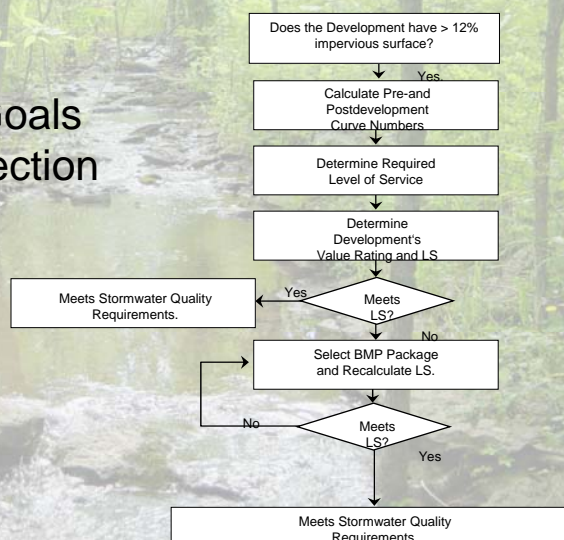 oals
ection
Does the Development have > 12%
impervious surface?
Yes.
Calculate Pre-and
Postdevelopment
Curve Numbers
Determine Required
Level of Service
Determine
Development's
Value Rating and LS
Meets Stormwater Quality
Requirements.
Yes
Meets
LS?
No
Select BMP Package
and Recalculate LS.
No
Meets
LS?
Yes
Meets Stormwater Quality
Requirements